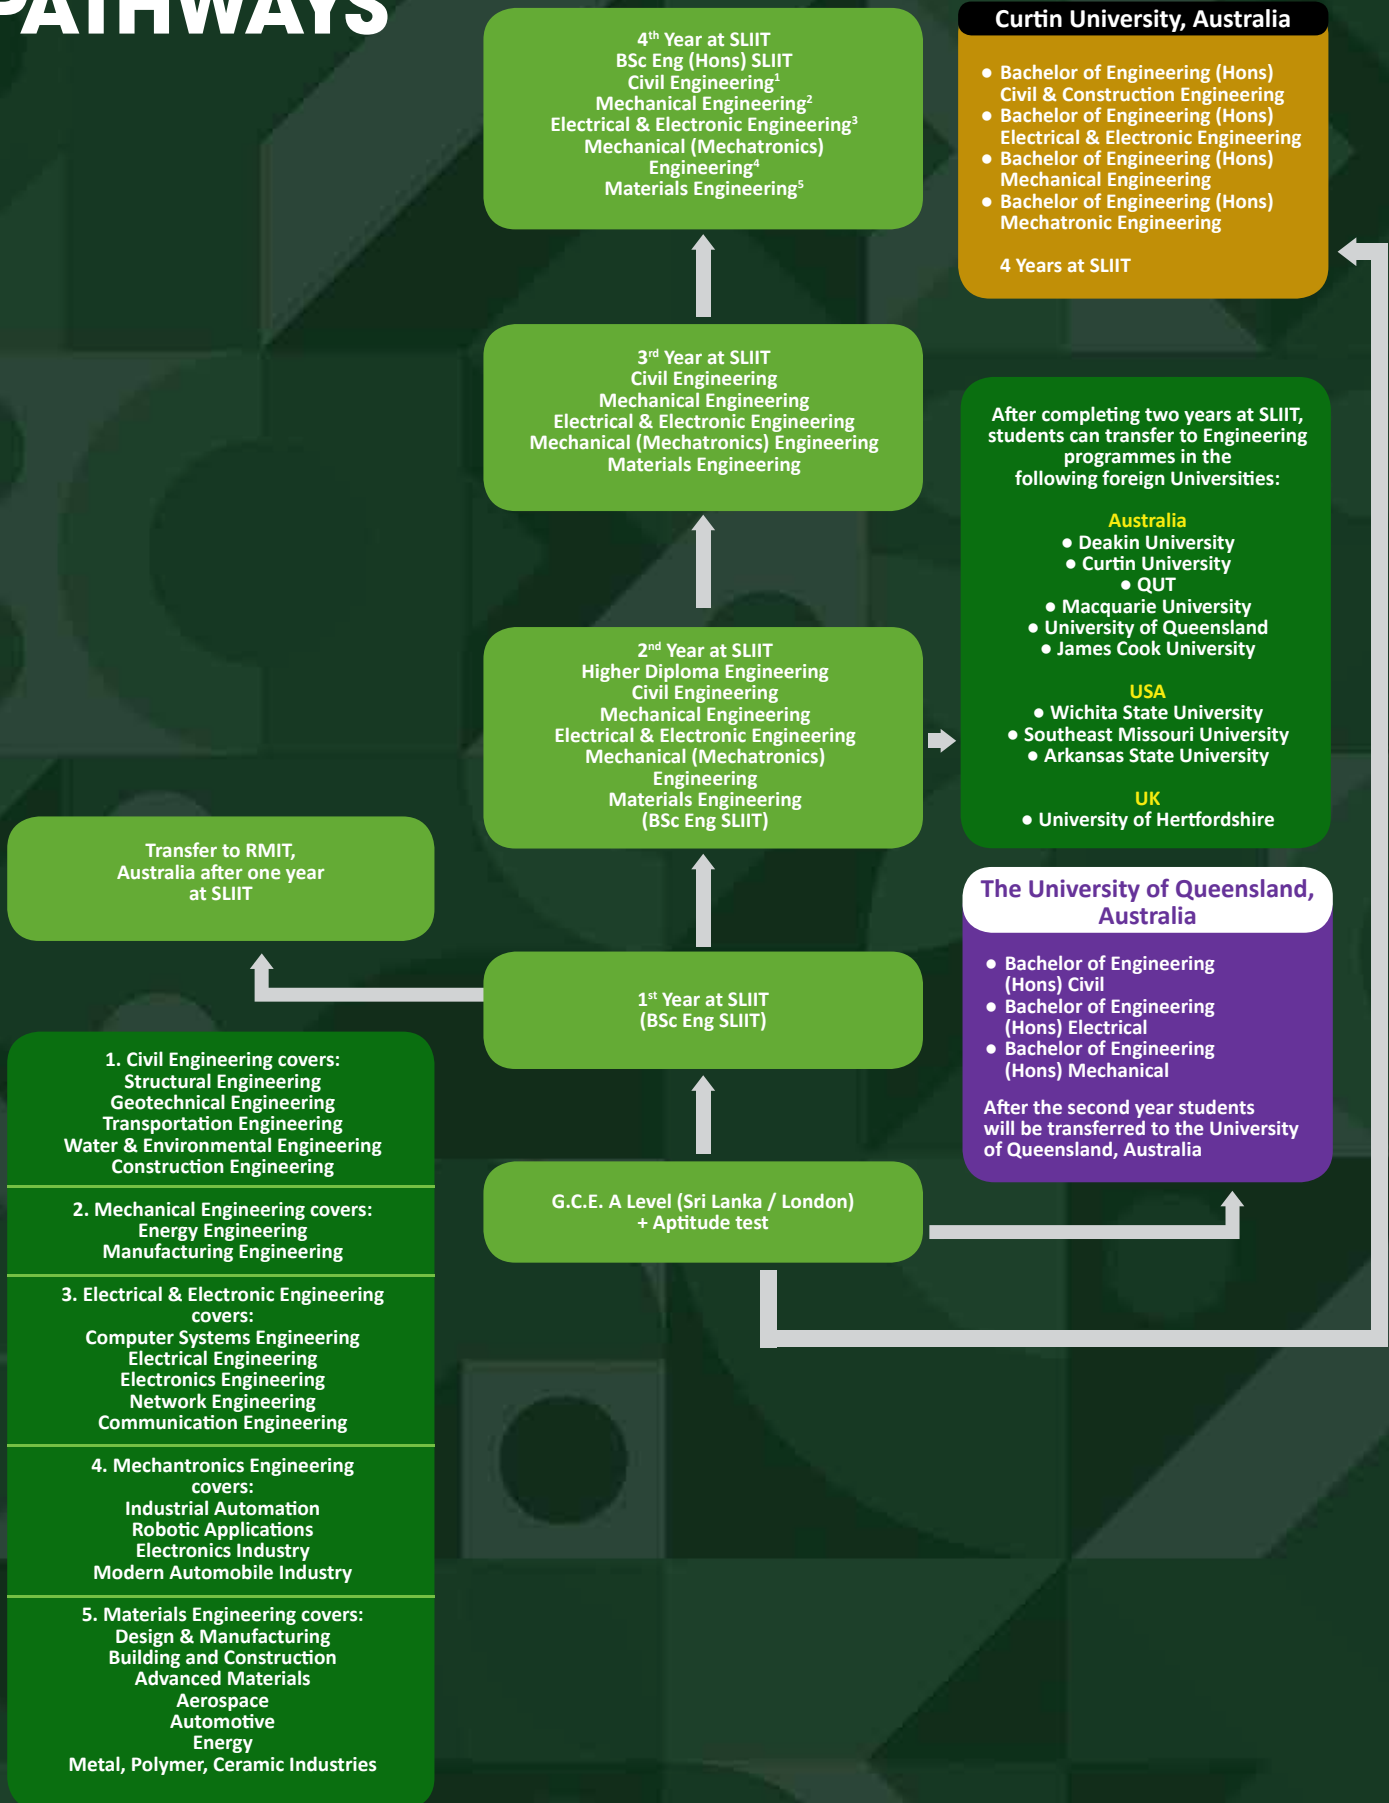 PATHWAYS
4th Year at SLIIT
BSc Eng (Hons) SLIIT
Civil Engineering1
Mechanical Engineering2
Electrical & Electronic Engineering3
Mechanical (Mechatronics)
Engineering4
Materials Engineering5
Curtin University, Australia
● Bachelor of Engineering (Hons)
Civil & Construction Engineering
● Bachelor of Engineering (Hons)
Electrical & Electronic Engineering
● Bachelor of Engineering (Hons)
Mechanical Engineering
● Bachelor of Engineering (Hons)
Mechatronic Engineering
4 Years at SLIIT
3rd Year at SLIIT
Civil Engineering
Mechanical Engineering
Electrical & Electronic Engineering
Mechanical (Mechatronics) Engineering
Materials Engineering
After completing two years at SLIIT,
students can transfer to Engineering
programmes in the
following foreign Universities:
Australia
● Deakin University
● Curtin University
● QUT
● Macquarie University
● University of Queensland
● James Cook University
USA
● Wichita State University
● Southeast Missouri University
● Arkansas State University
UK
● University of Hertfordshire
2nd Year at SLIIT
Higher Diploma Engineering
Civil Engineering
Mechanical Engineering
Electrical & Electronic Engineering
Mechanical (Mechatronics)
Engineering
Materials Engineering
(BSc Eng SLIIT)
Transfer to RMIT,
Australia after one year
at SLIIT
The University of Queensland,
Australia
● Bachelor of Engineering
(Hons) Civil
● Bachelor of Engineering
(Hons) Electrical
● Bachelor of Engineering
(Hons) Mechanical
After the second year students
will be transferred to the University
of Queensland, Australia
1st Year at SLIIT
(BSc Eng SLIIT)
G.C.E. A Level (Sri Lanka / London)
+ Aptitude test
1. Civil Engineering covers:
Structural Engineering
Geotechnical Engineering
Transportation Engineering
Water & Environmental Engineering
Construction Engineering
2. Mechanical Engineering covers:
Energy Engineering
Manufacturing Engineering
3. Electrical & Electronic Engineering
covers:
Computer Systems Engineering
Electrical Engineering
Electronics Engineering
Network Engineering
Communication Engineering
4. Mechantronics Engineering
covers:
Industrial Automation
Robotic Applications
Electronics Industry
Modern Automobile Industry
5. Materials Engineering covers:
Design & Manufacturing
Building and Construction
Advanced Materials
Aerospace
Automotive
Energy
Metal, Polymer, Ceramic Industries